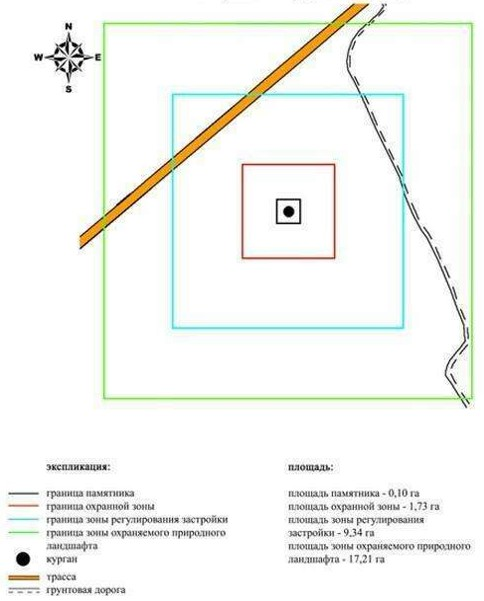 N
W E
S
экспликация:
граница памятника
граница охранной зоны
граница зоны регулирования застройки
граница зоны охраняемого природного
ландшафта
курган
трасса
грунтовая дорога
площадь:
площадь памятника - 0,10 га
площадь охранной зоны - 1,73 га
площадь зоны регулирования
застройки - 9,34 га
площадь зоны охраняемого природного
ландшафта - 17,21 га